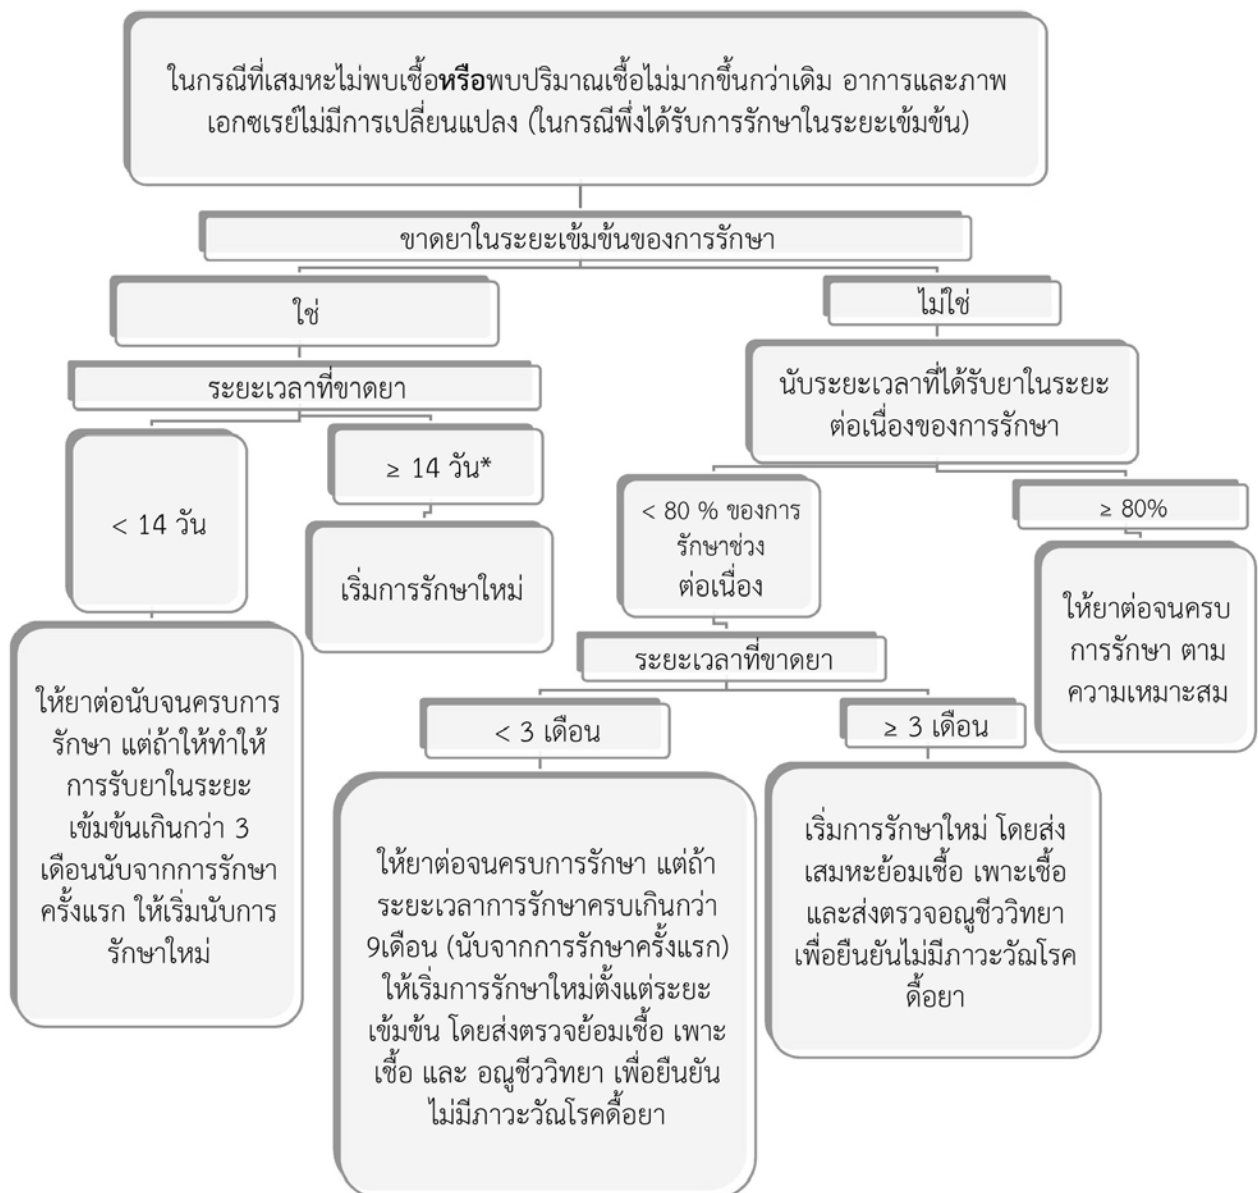 ในกรณีที่เสมหะไม่พบเชื้อหรือพบปริมาณเชื้อไม่มากขึ้นกว่าเดิม อาการและภาพ
เอกซเรย์ไม่มีการเปลี่ยนแปลง (ในกรณีพึ่งได้รับการรักษาในระยะเข้มข้น)
ขาดยาในระยะเข้มข้นของการรักษา
ใช่
ระยะเวลาที่ขาดยา
< 14 วัน
ให้ยาต่อนับจนครบการ
รักษา แต่ถ้าให้ทำให้
การรับยาในระยะ
เข้มข้นเกินกว่า 3
เดือนนับจากการรักษา
ครั้งแรก ให้เริ่มนับการ
รักษาใหม่
≥ 14 วัน*
เริ่มการรักษาใหม่
ไม่ใช่
นับระยะเวลาที่ได้รับยาในระยะ
ต่อเนื่องของการรักษา
< 80 % ของการ
รักษาช่วง
ต่อเนื่อง
ระยะเวลาที่ขาดยา
< 3 เดือน
ให้ยาต่อจนครบการรักษา แต่ถ้า
ระยะเวลาการรักษาครบเกินกว่า
9เดือน (นับจากการรักษาครั้งแรก)
ให้เริ่มการรักษาใหม่ตั้งแต่ระยะ
เข้มข้น โดยส่งตรวจย้อมเชื้อ เพาะ
เชื้อ และ อณูชีววิทยา เพื่อยืนยัน
ไม่มีภาวะวัณโรคดื้อยา
≥ 3 เดือน
เริ่มการรักษาใหม่ โดยส่ง
เสมหะย้อมเชื้อ เพาะเชื้อ
และส่งตรวจอณูชีววิทยา
เพื่อยืนยันไม่มีภาวะวัณโรค
ดื้อยา
≥ 80%
ให้ยาต่อจนครบ
การรักษา ตาม
ความเหมาะสม